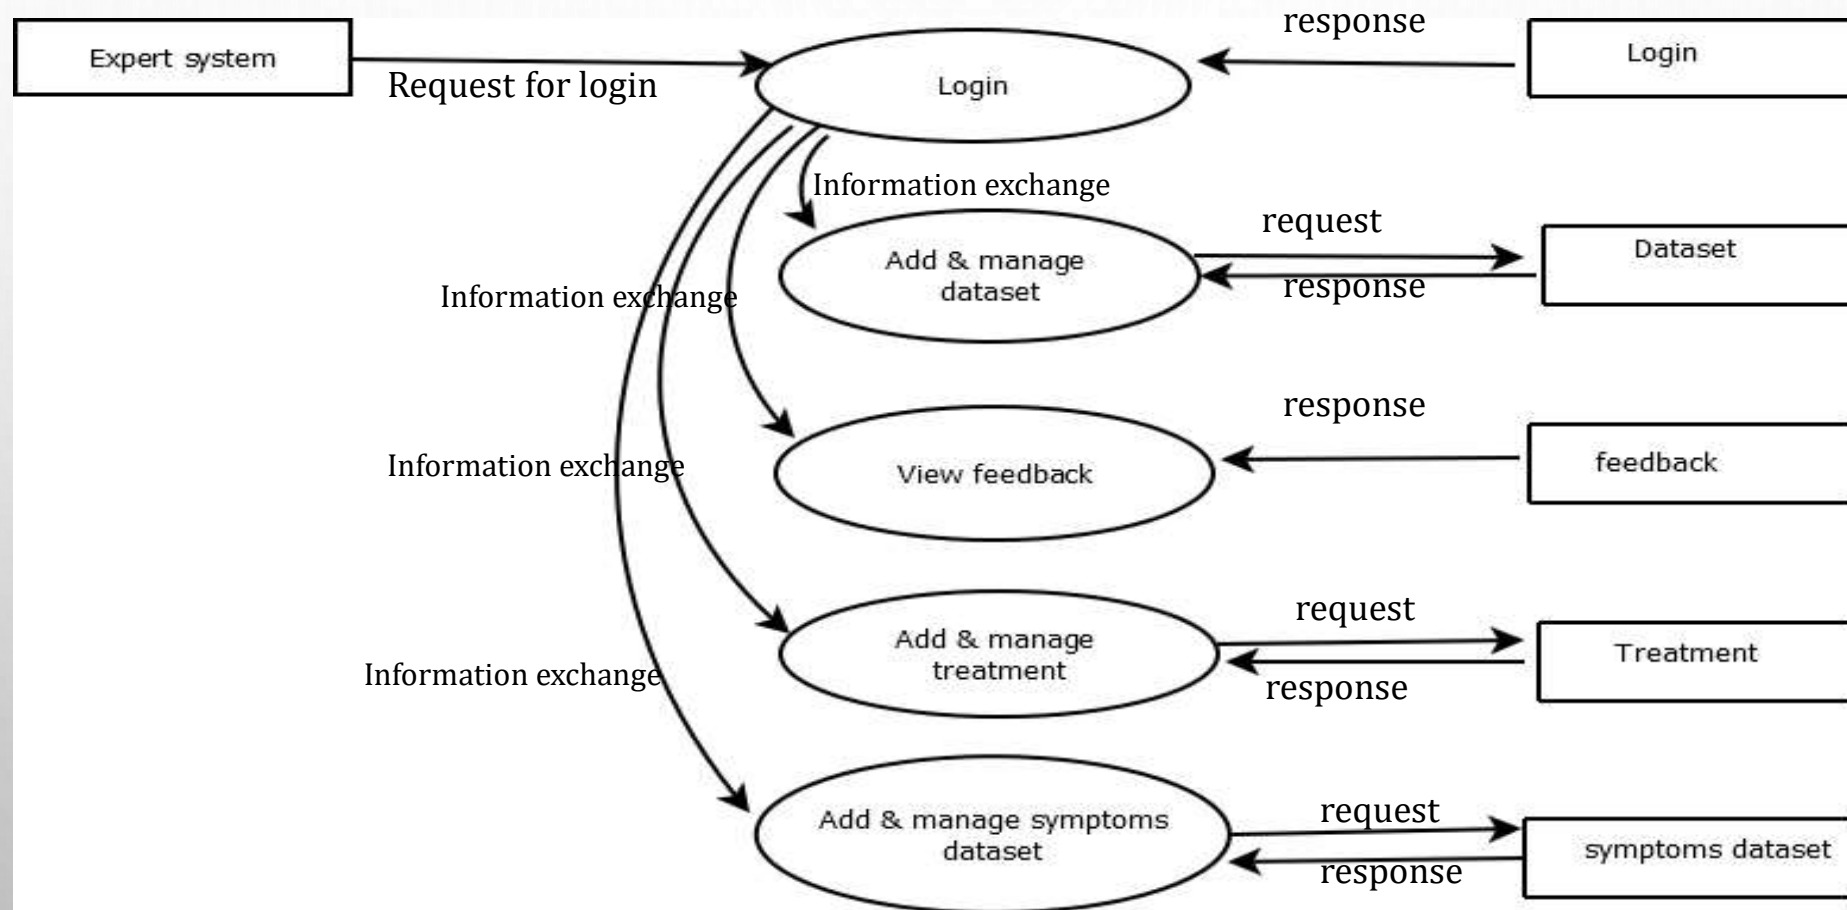 response
Expert system
Login
Request for login
Login
Information exchange
request
Add & manage
dataset
Dataset
response
Information exchange
response
Information exchange
View feedback
feedback
request
Add & manage
treatment
Treatment
Information exchange
response
request
Add & manage symptoms
dataset
symptoms dataset
response